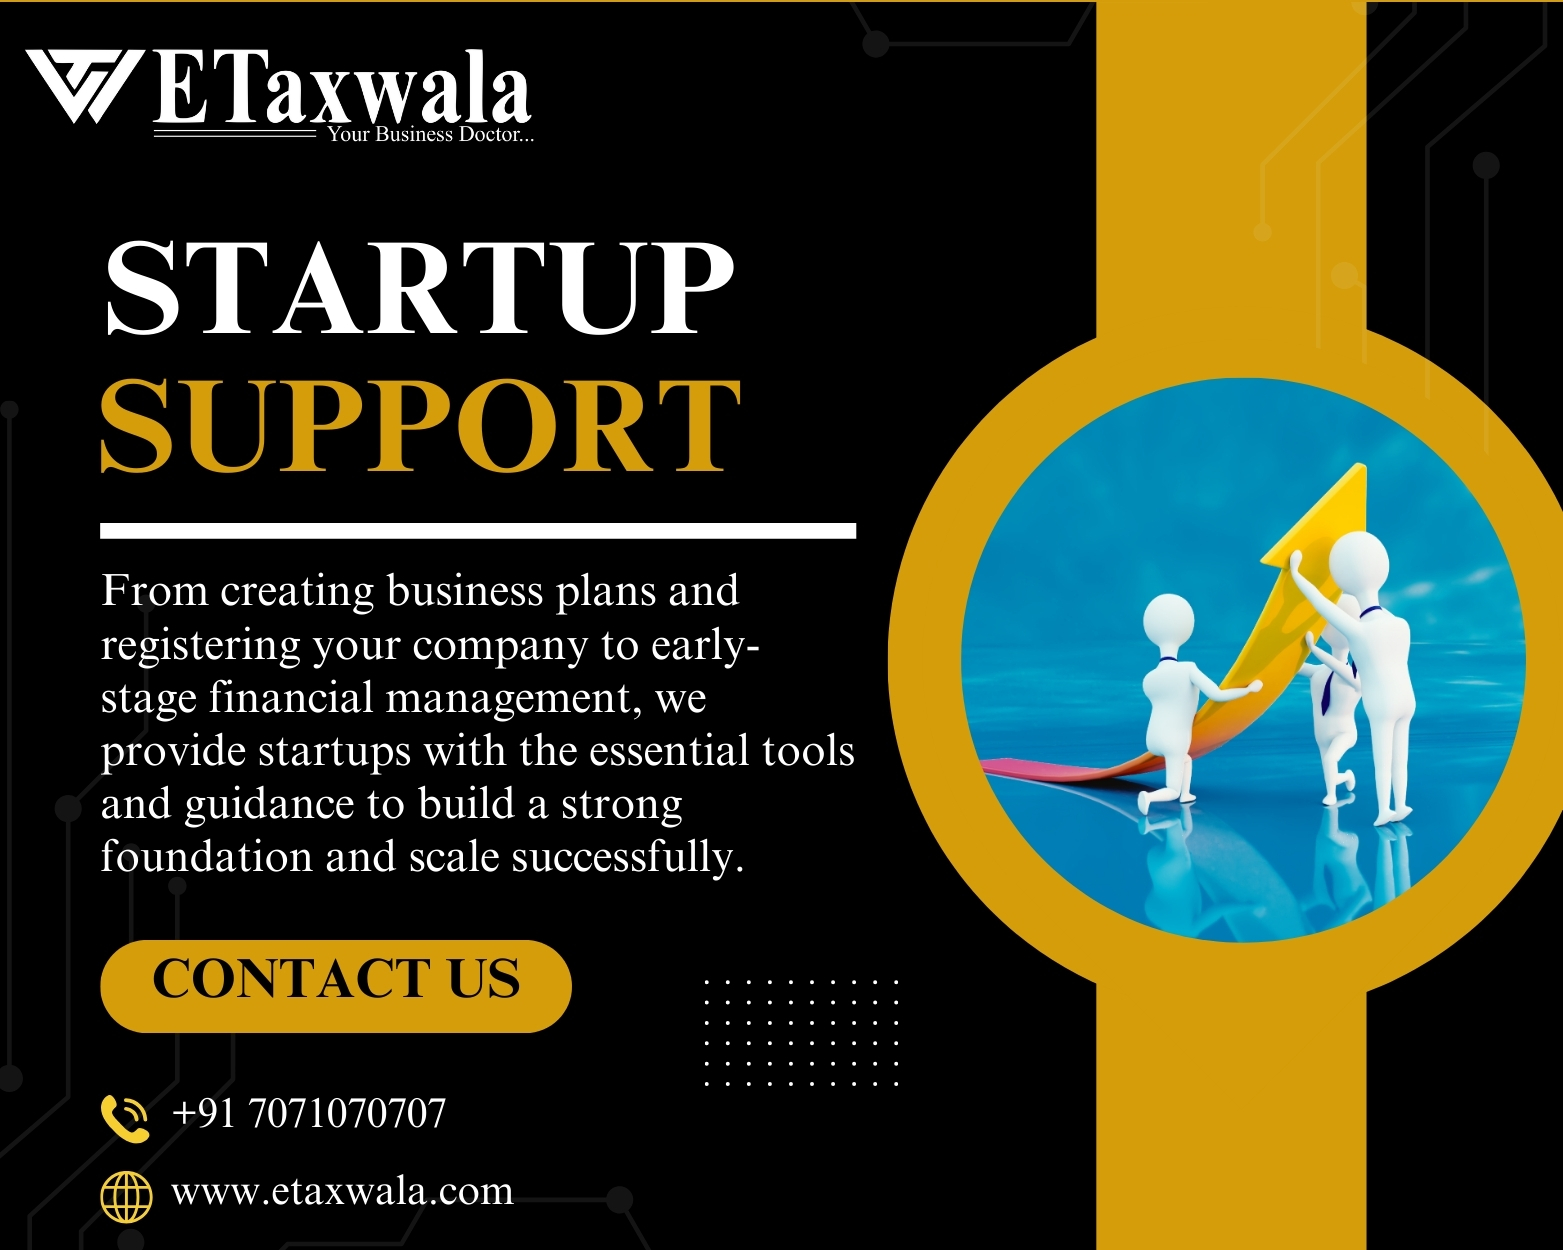 ETaxwala
Your Business Doctor...
STARTUP
SUPPORT
From creating business plans and
registering your company to early-
stage financial management, we
provide startups with the essential tools
and guidance to build a strong
foundation and scale successfully.
CONTACT US
+91 7071070707
www.etaxwala.com